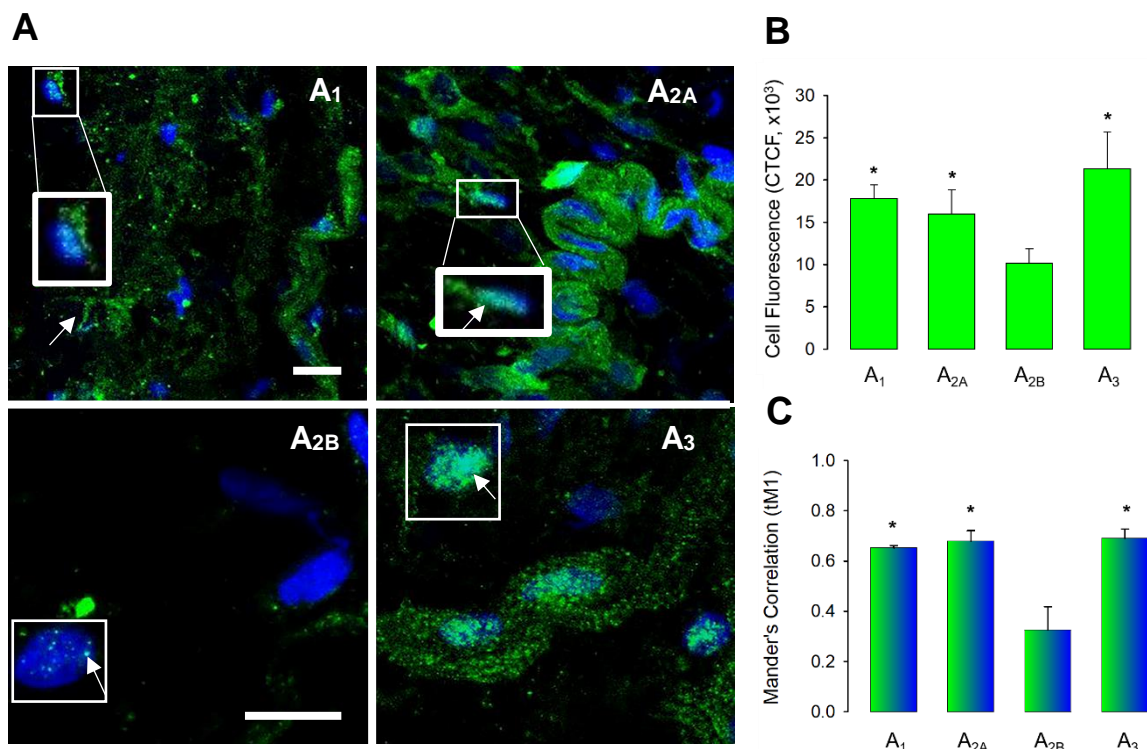 A
A1
A2A
A2B
A3
B
Cell Fluorescence (CTCF, x10³)
30
25
20
15
10
5
0
*
*
*
A1
A2A
A2B
A3
C
Mander's Correlation (tM1)
1.0
0.8
0.6
0.4
0.2
0.0
*
*
*
A1
A2A
A2B
A3